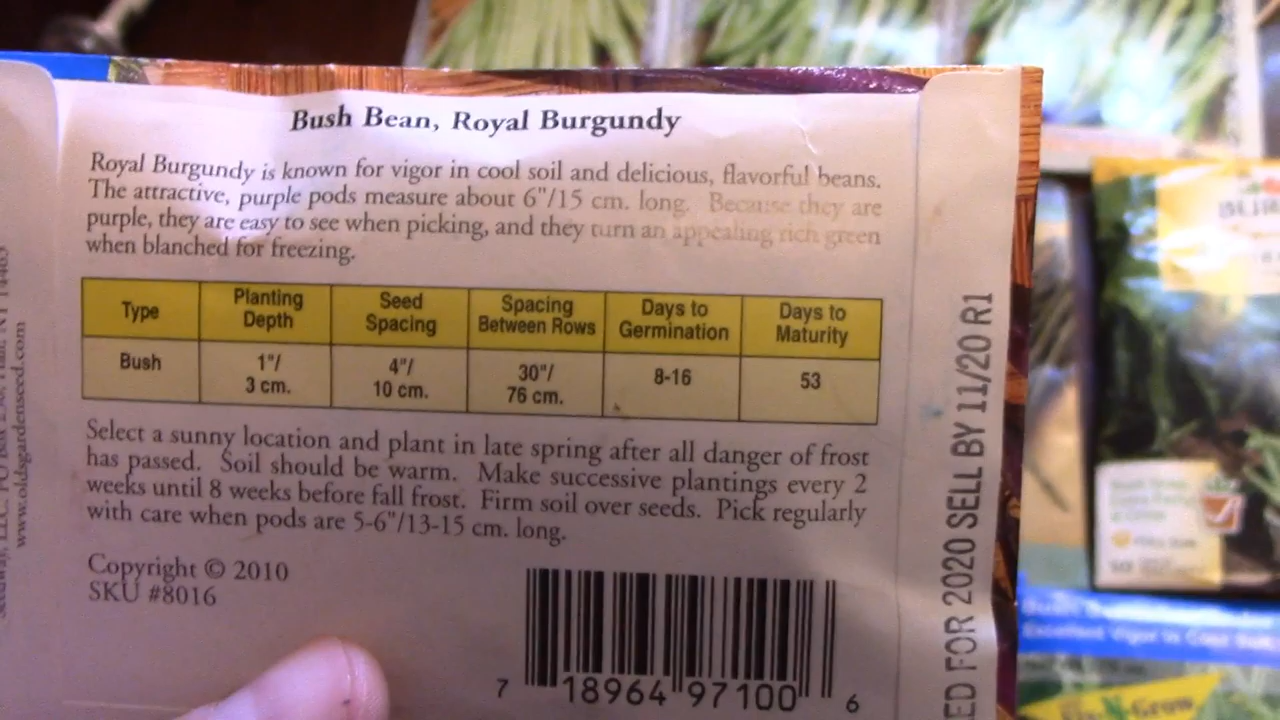 Bush Bean, Royal Burgundy
Royal Burgundy is known for vigor in cool soil and delicious, flavorful beans.
The attractive, purple pods measure about 6"/15 cm. long. Because they are
purple, they are easy to see when picking, and they turn an appealing rich green
when blanched for freezing.
Type
Planting
Depth
Seed
Spacing
Spacing
Between Rows
Days to
Germination
Days to
Maturity
Bush
1"/
3 cm.
4"/
10 cm.
30"/
76 cm.
8-16
53
Select a sunny location and plant in late spring after all danger of frost
has passed. Soil should be warm. Make successive plantings every 2
weeks until 8 weeks before fall frost. Firm soil over seeds. Pick regularly
with care when pods are 5-6"/13-15 cm. long.
Copyright © 2010
SKU #8016
7 18964 97100 6
ED FOR 2020 SELL BY 11/20 R1
www.oldsgardenseed.com